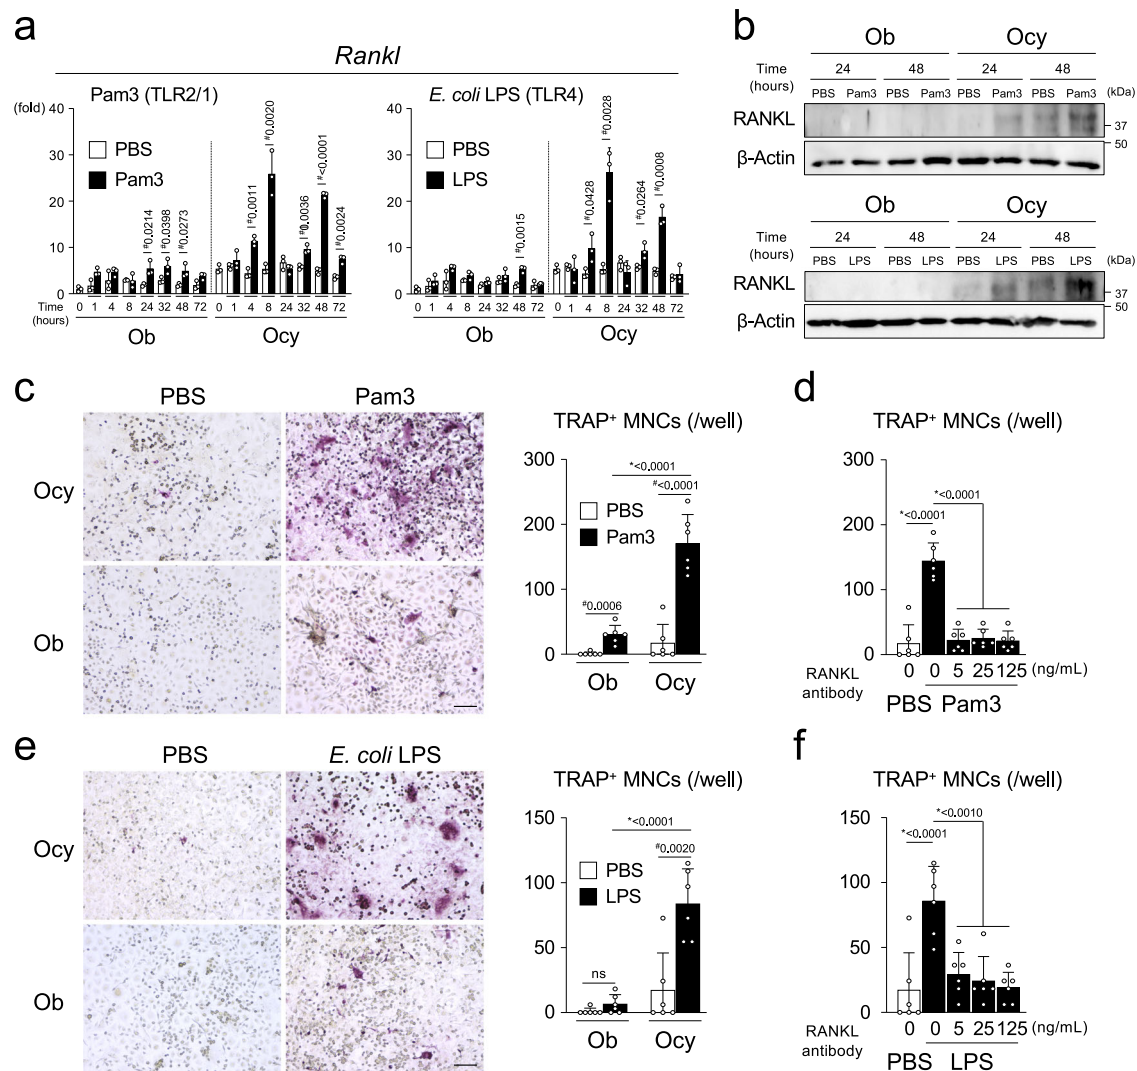 a
Rankl
(fold)
Pam3 (TLR2/1)
40
30
20
10
0
PBS
Pam3
#0.0214
#0.0398
#0.0273
#0.0011
#0.0020
#0.0036
#<0.0001
#0.0024
Time
(hours)
0 1 4 8 24 32 48 72 0 1 4 8 24 32 48 72
Ob Ocy
E. coli LPS (TLR4)
40
30
20
10
0
PBS
LPS
#0.0015
#0.0428
#0.0028
#0.0264
#0.0008
0 1 4 8 24 32 48 72 0 1 4 8 24 32 48 72
Ob Ocy
b
Ob Ocy
Time
(hours)
24 48 24 48
PBS Pam3 PBS Pam3 PBS Pam3 PBS Pam3 (kDa)
RANKL
37
50
β-Actin
Ob Ocy
Time
(hours)
24 48 24 48
PBS LPS PBS LPS PBS LPS PBS LPS (kDa)
RANKL
37
50
β-Actin
c
PBS Pam3
Ocy
Ob
TRAP+ MNCs (/well)
300
200
100
0
*<0.0001
#<0.0001
PBS
Pam3
#0.0006
Ob Ocy
d
TRAP+ MNCs (/well)
300
200
100
0
*<0.0001
*<0.0001
RANKL
antibody
0 0 5 25 125 (ng/mL)
PBS Pam3
e
PBS E. coli LPS
Ocy
Ob
TRAP+ MNCs (/well)
150
100
50
0
*<0.0001
#0.0020
PBS
LPS
ns
Ob Ocy
f
TRAP+ MNCs (/well)
150
100
50
0
*<0.0010
*<0.0001
RANKL
antibody
0 0 5 25 125 (ng/mL)
PBS LPS